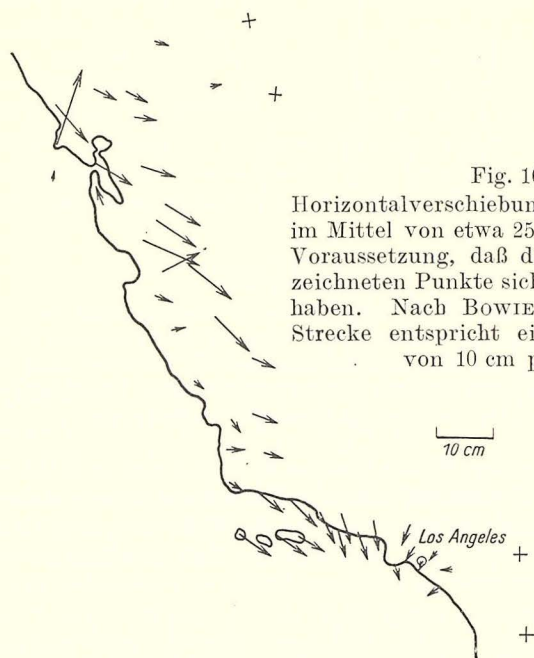 Fig. 10
Horizontalverschiebun
im Mittel von etwa 25
Voraussetzung, daß d
zeichneten Punkte sich
haben. Nach BOWIE
Strecke entspricht ei
von 10 cm p
10 cm
Los Angeles